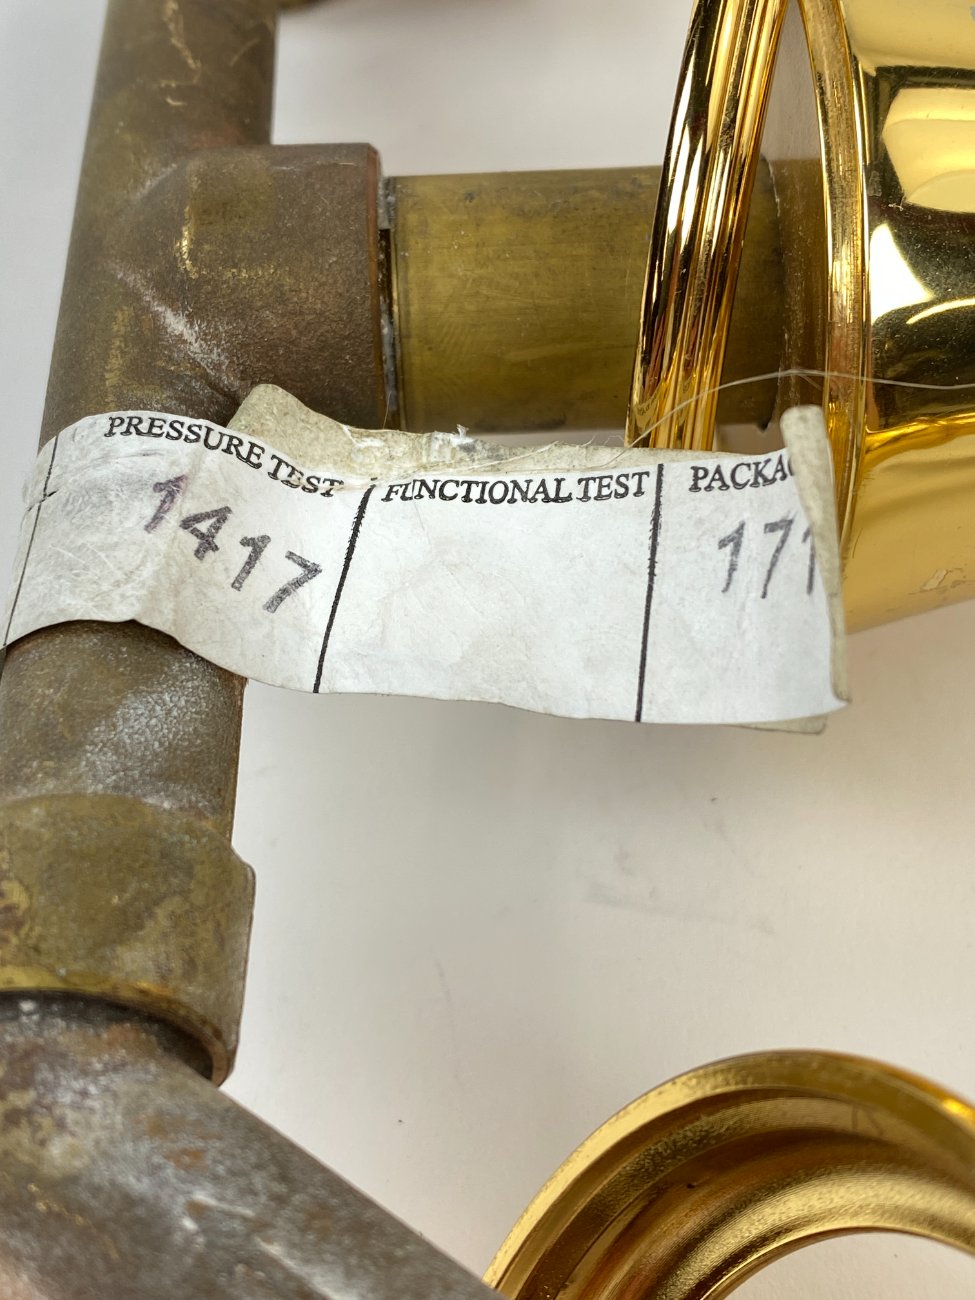 PRESSURE TEST FUNCTIONAL TEST
1417